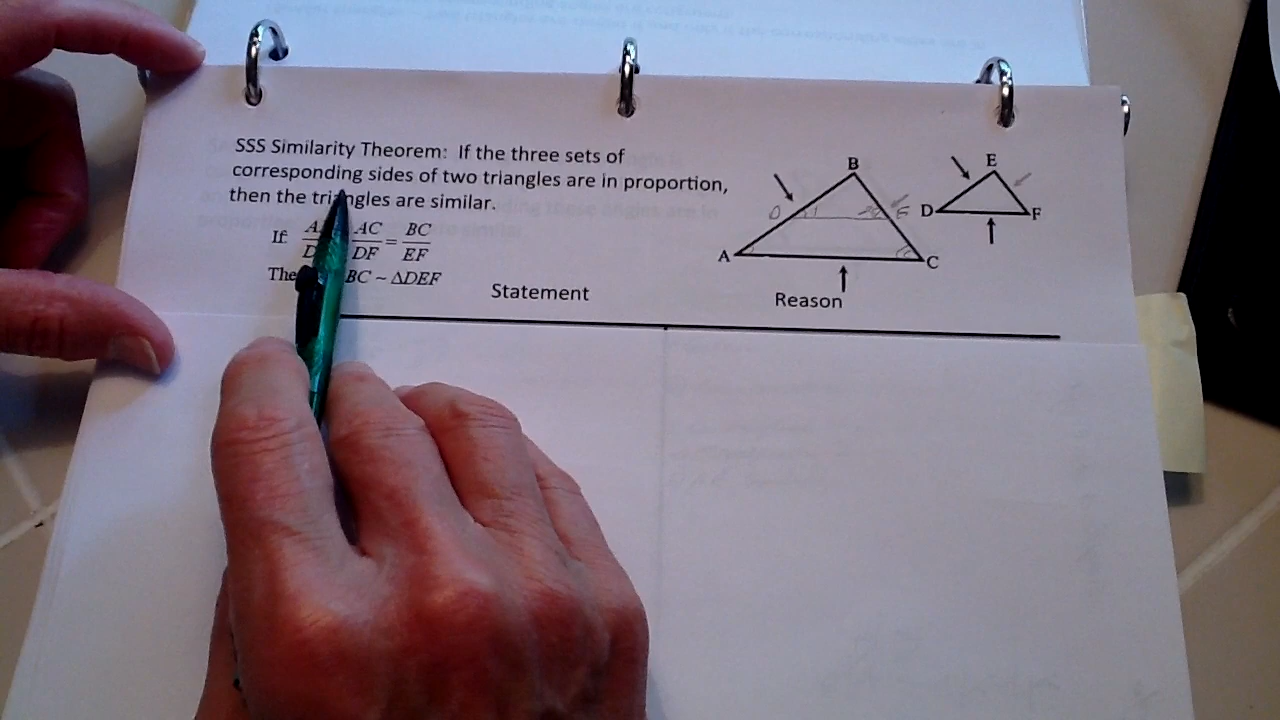 SSS Similarity Theorem: If the three sets of
corresponding sides of two triangles are in proportion,
then the triangles are similar.
If A D AC/DF = BC/EF
The BC ~ ΔDEF
Statement
Reason
B
A
C
E
D
F